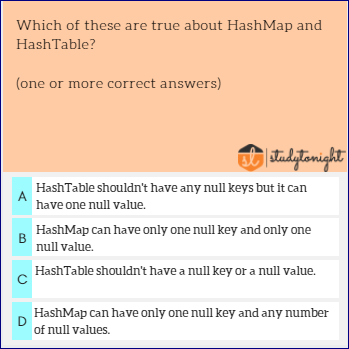 Which of these are true about HashMap and
HashTable?
(one or more correct answers)
st studytonight
A
HashTable shouldn't have any null keys but it can
have one null value.
B
HashMap can have only one null key and only one
null value.
C
HashTable shouldn't have a null key or a null value.
D
HashMap can have only one null key and any number
of null values.